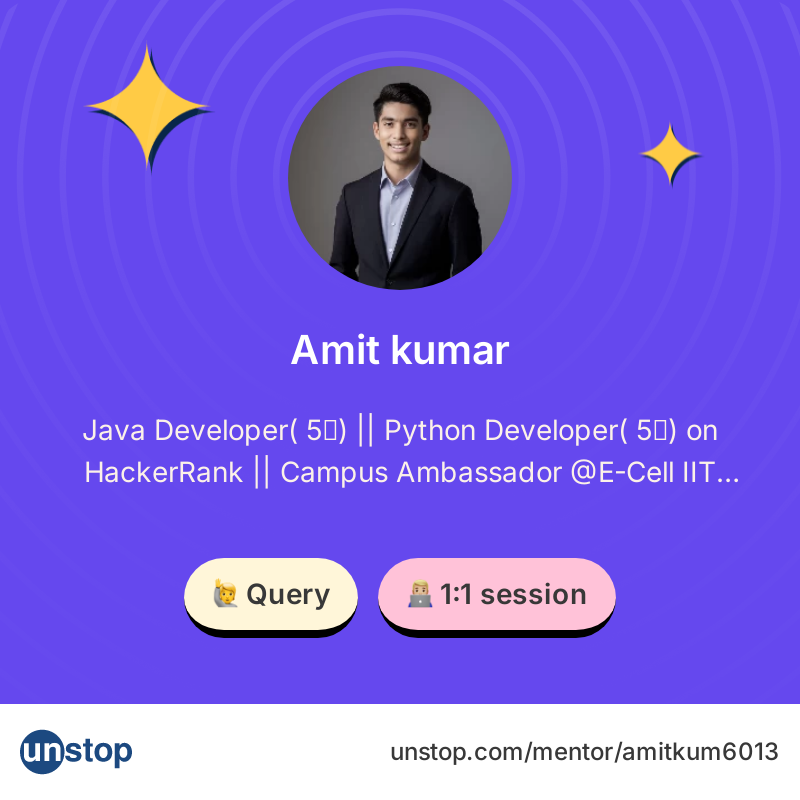 Amit kumar
Java Developer( 5▯) || Python Developer( 5▯) on
HackerRank || Campus Ambassador @E-Cell IIT...
🙋‍♂️ Query
👨🏼‍💻 1:1 session
unstop
unstop.com/mentor/amitkum6013